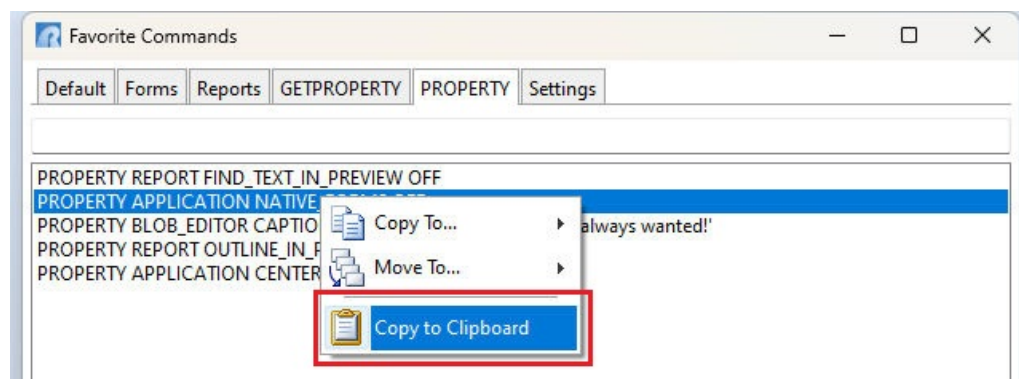 Favorite Commands
Default Forms Reports GETPROPERTY PROPERTY Settings
PROPERTY REPORT FIND_TEXT_IN_PREVIEW OFF
PROPERTY APPLICATION NATIVE
PROPERTY BLOB_EDITOR CAPTIO always wanted!'
PROPERTY REPORT OUTLINE_IN_P
PROPERTY APPLICATION CENTER
Copy To...
Move To...
Copy to Clipboard